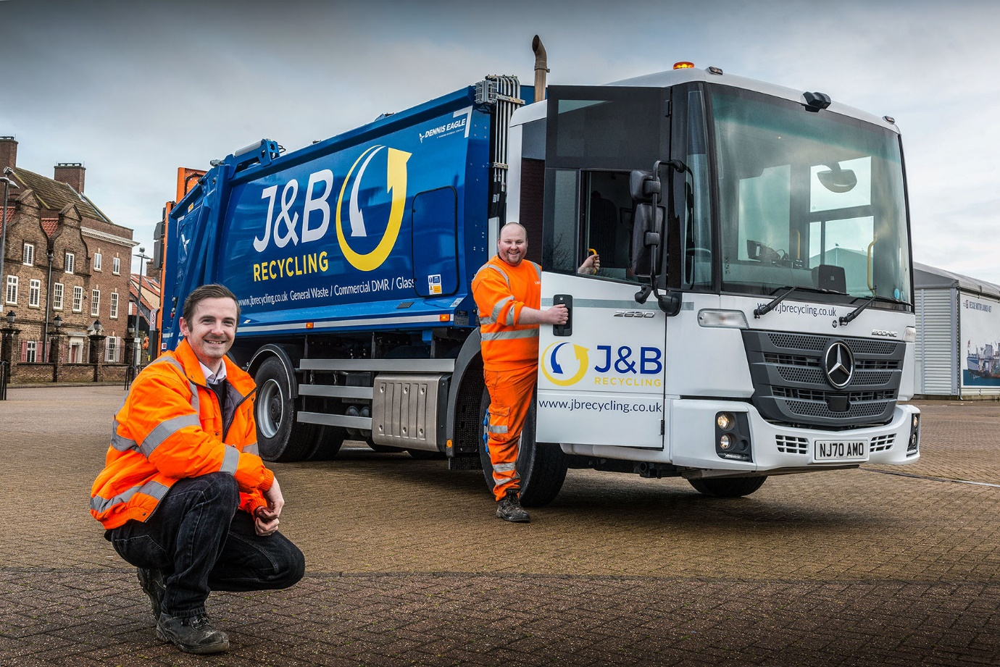 DENNIS EAGLE
J&B
RECYCLING
www.jbrecycling.co.uk General Waste / Commercial DMR / Glass
2630
J&B
RECYCLING
www.jbrecycling.co.uk
www.jbrecycling.co.uk
ECONIC
NJ70 AMO